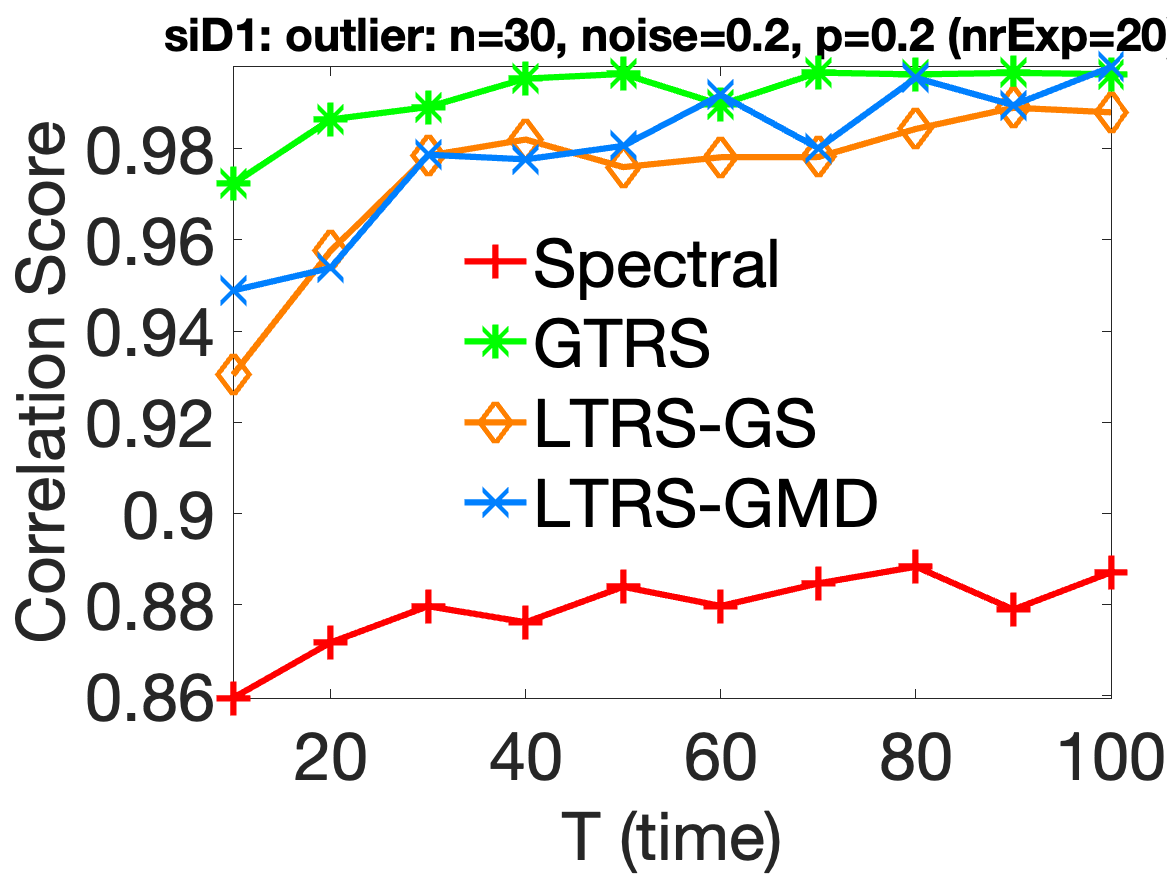 siD1: outlier: n=30, noise=0.2, p=0.2 (nrExp=20)
0.98
0.96
0.94
0.92
0.9
0.88
0.86
Correlation Score
Spectral
GTRS
LTRS-GS
LTRS-GMD
20 40 60 80 100
T (time)